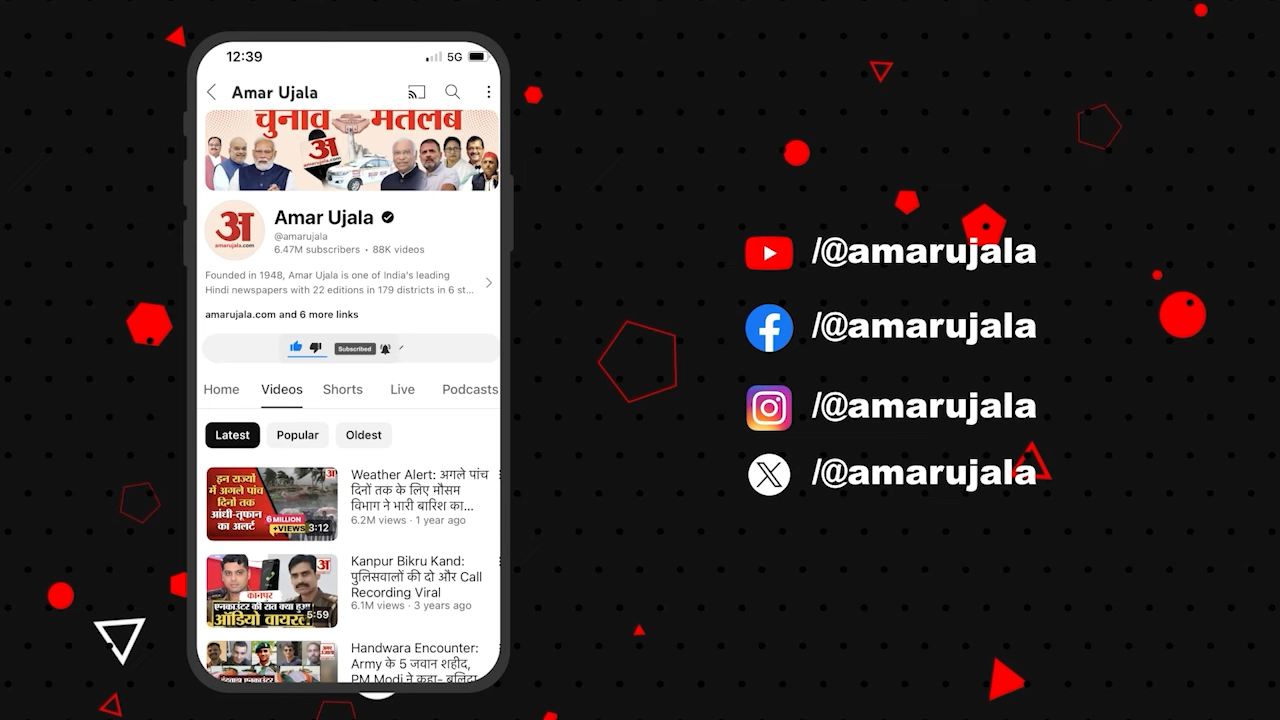 12:39
5G
Amar Ujala
चुनाव मतलब
अ
amarujala.com
अ
amarujala.com
Amar Ujala
@amarujala
6.47M subscribers • 88K videos
Founded in 1948, Amar Ujala is one of India's leading
Hindi newspapers with 22 editions in 179 districts in 6 st...
amarujala.com and 6 more links
Subscribed
Home Videos Shorts Live Podcasts
Latest Popular Oldest
हन राज्यों
में अगले पांच
दिनों तक
आंधी-तूफान
का अलर्ट
अ
6 MILLION
+VIEWS
3:12
Weather Alert: अगले पांच
दिनों तक के लिए मौसम
विभाग ने भारी बारिश का...
6.2M views · 1 year ago
अ
कानपुर
एनकाउंटर की रात क्या हुआ
ऑडियो वायरल
5:59
Kanpur Bikru Kand:
पुलिसवालों की दो और Call
Recording Viral
6.1M views · 3 years ago
Handwara Encounter:
Army के 5 जवान शहीद,
PM Modi ने कहा-
/@amarujala
/@amarujala
/@amarujala
/@amarujala